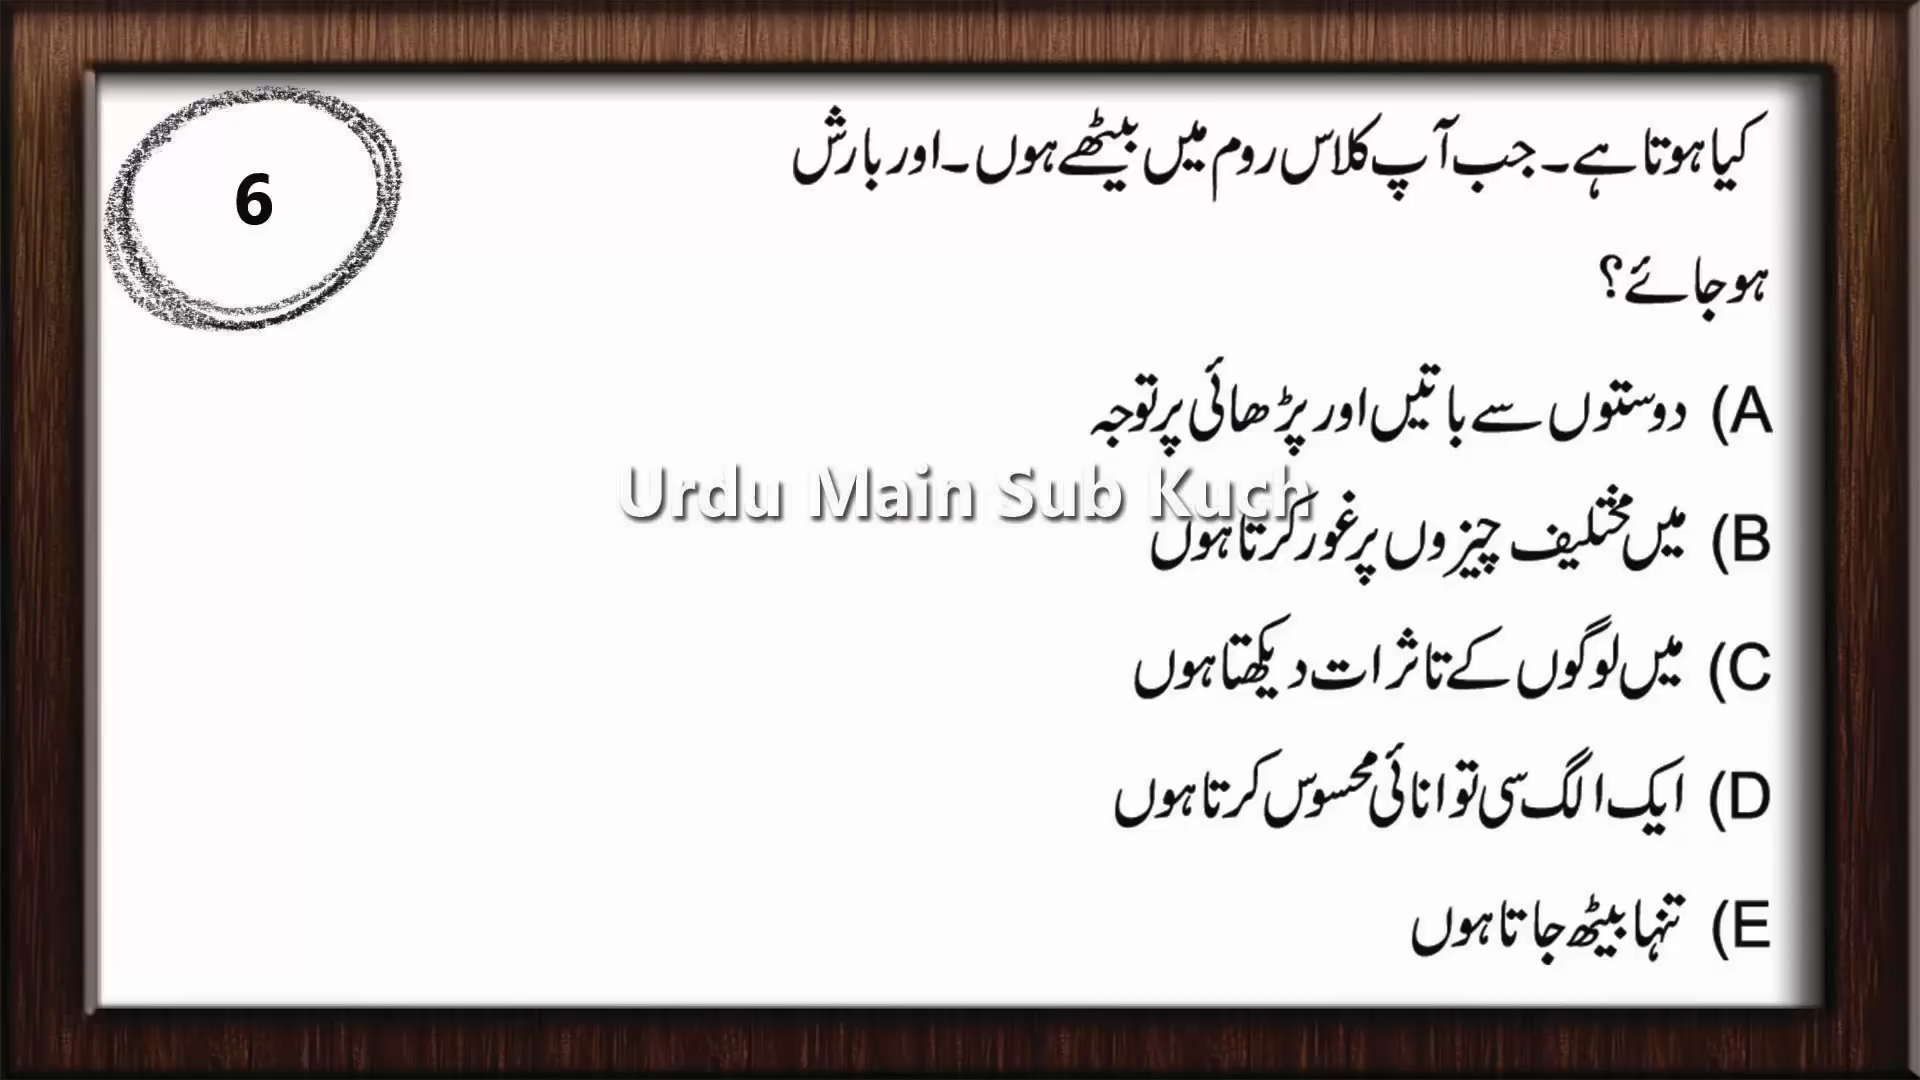 6
کیا ہوتا ہے۔ جب آپ کلاس روم میں بیٹھے ہوں۔ اور بارش
ہو جائے؟
A) دوستوں سے باتیں اور پڑھائی پر توجہ
Urdu Main Sub Kuch
B) میں مختلیف چیزوں پر غور کرتا ہوں
C) میں لوگوں کے تاثرات دیکھتا ہوں
D) ایک الگ سی توانائی محسوس کرتا ہوں
E) تنہا بیٹھ جاتا ہوں